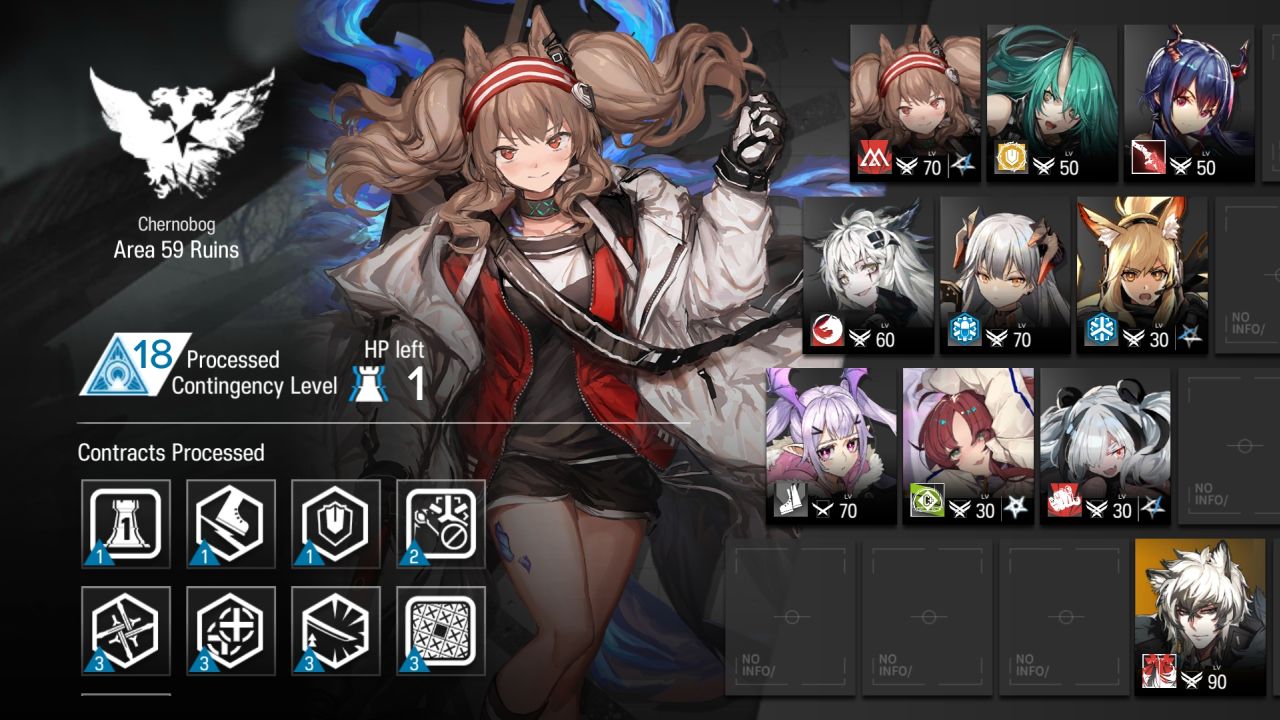 Chernobog
Area 59 Ruins
18
Processed
Contingency Level
HP left
1
Contracts Processed
1
1
1
1
2
3
3
3
3
LV
70
LV
50
LV
50
LV
60
LV
70
LV
30
NO
INFO/
LV
70
LV
30
LV
30
NO
INFO/
NO
INFO/
NO
INFO/
NO
INFO/
LV
90